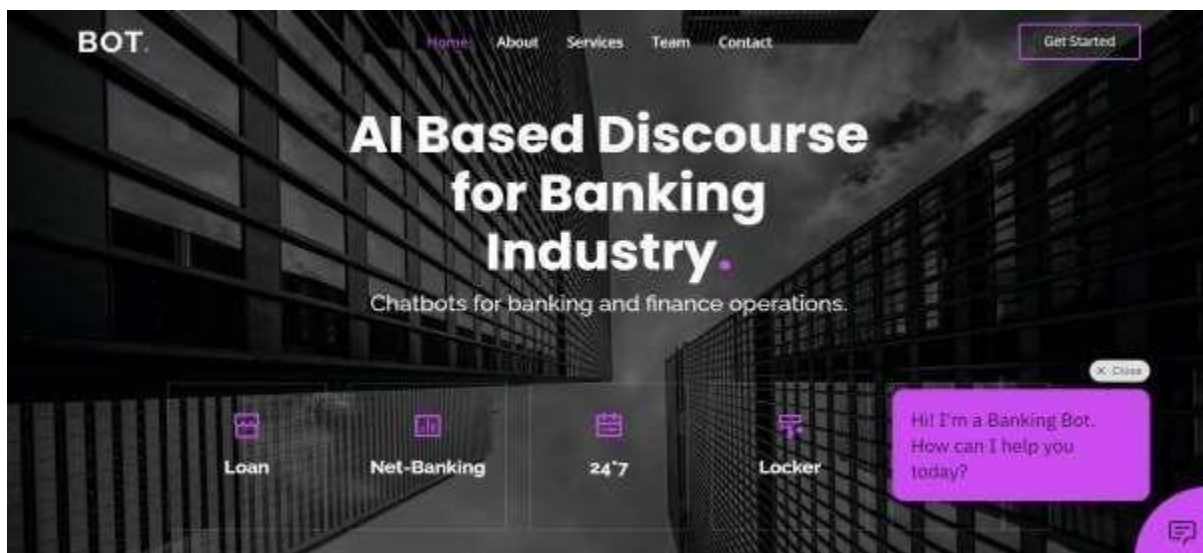 BOT.
Home About Services Team Contact
Get Started
AI Based Discourse
for Banking
Industry.
Chatbots for banking and finance operations.
X Close
Loan
Net-Banking
24*7
Locker
Hi! I'm a Banking Bot.
How can I help you
today?